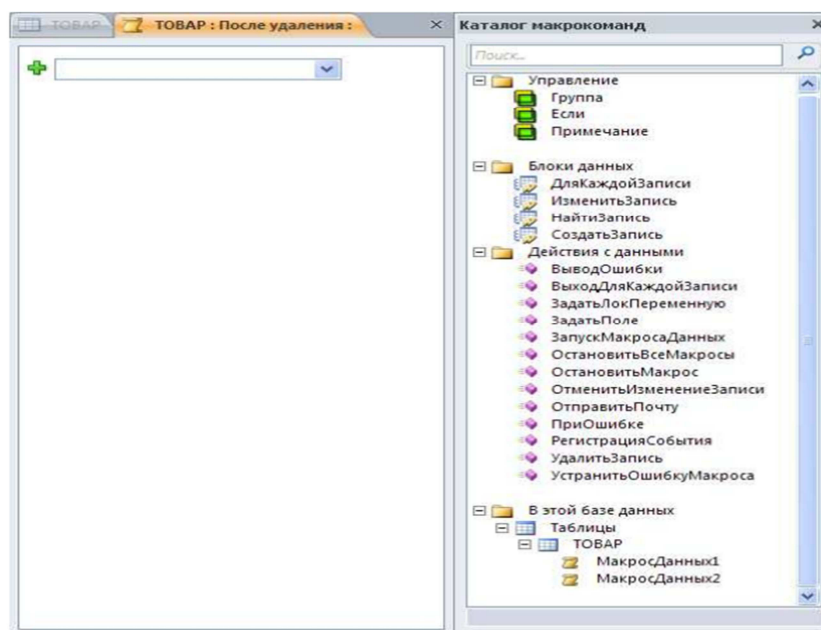 ТОВАР
ТОВАР : После удаления :
Каталог макрокоманд
Поиск...
Управление
Группа
Если
Примечание
Блоки данных
ДляКаждойЗаписи
ИзменитьЗапись
НайтиЗапись
СоздатьЗапись
Действия с данными
ВыводОшибки
ВыходДляКаждойЗаписи
ЗадатьЛокПеременную
ЗадатьПоле
ЗапускМакросаДанных
ОстановитьВсеМакросы
ОстановитьМакрос
ОтменитьИзменениеЗаписи
ОтправитьПочту
ПриОшибке
РегистрацияСобытия
УдалитьЗапись
УстранитьОшибкуМакроса
В этой базе данных
Таблицы
ТОВАР
МакросДанных1
МакросДанных2